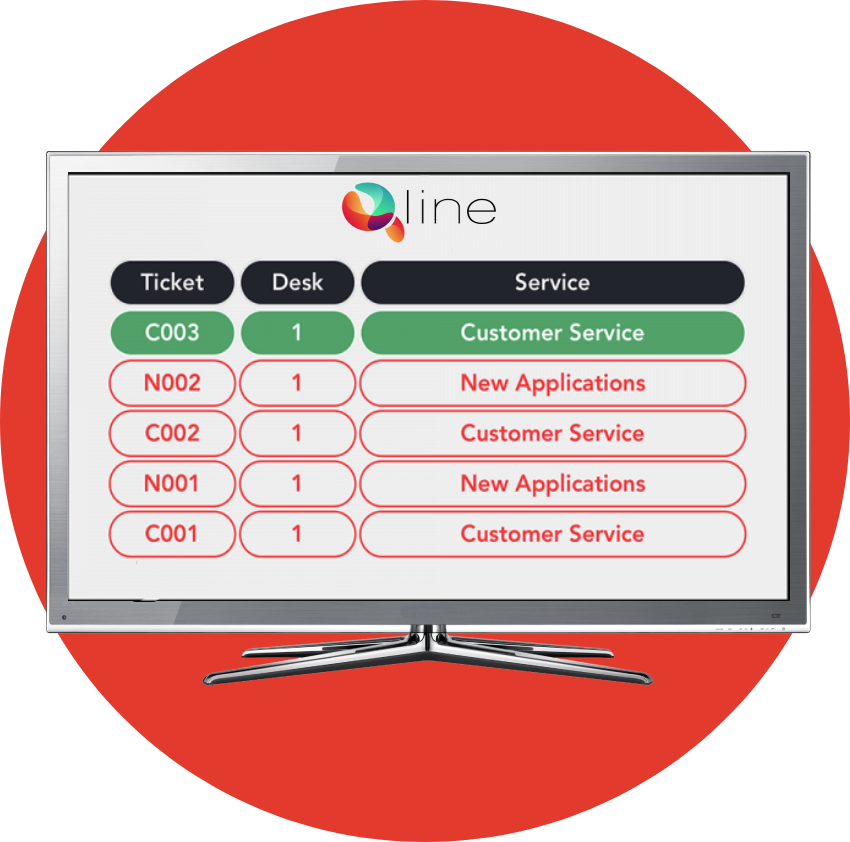 Qline
Ticket Desk Service
C003 1 Customer Service
N002 1 New Applications
C002 1 Customer Service
N001 1 New Applications
C001 1 Customer Service